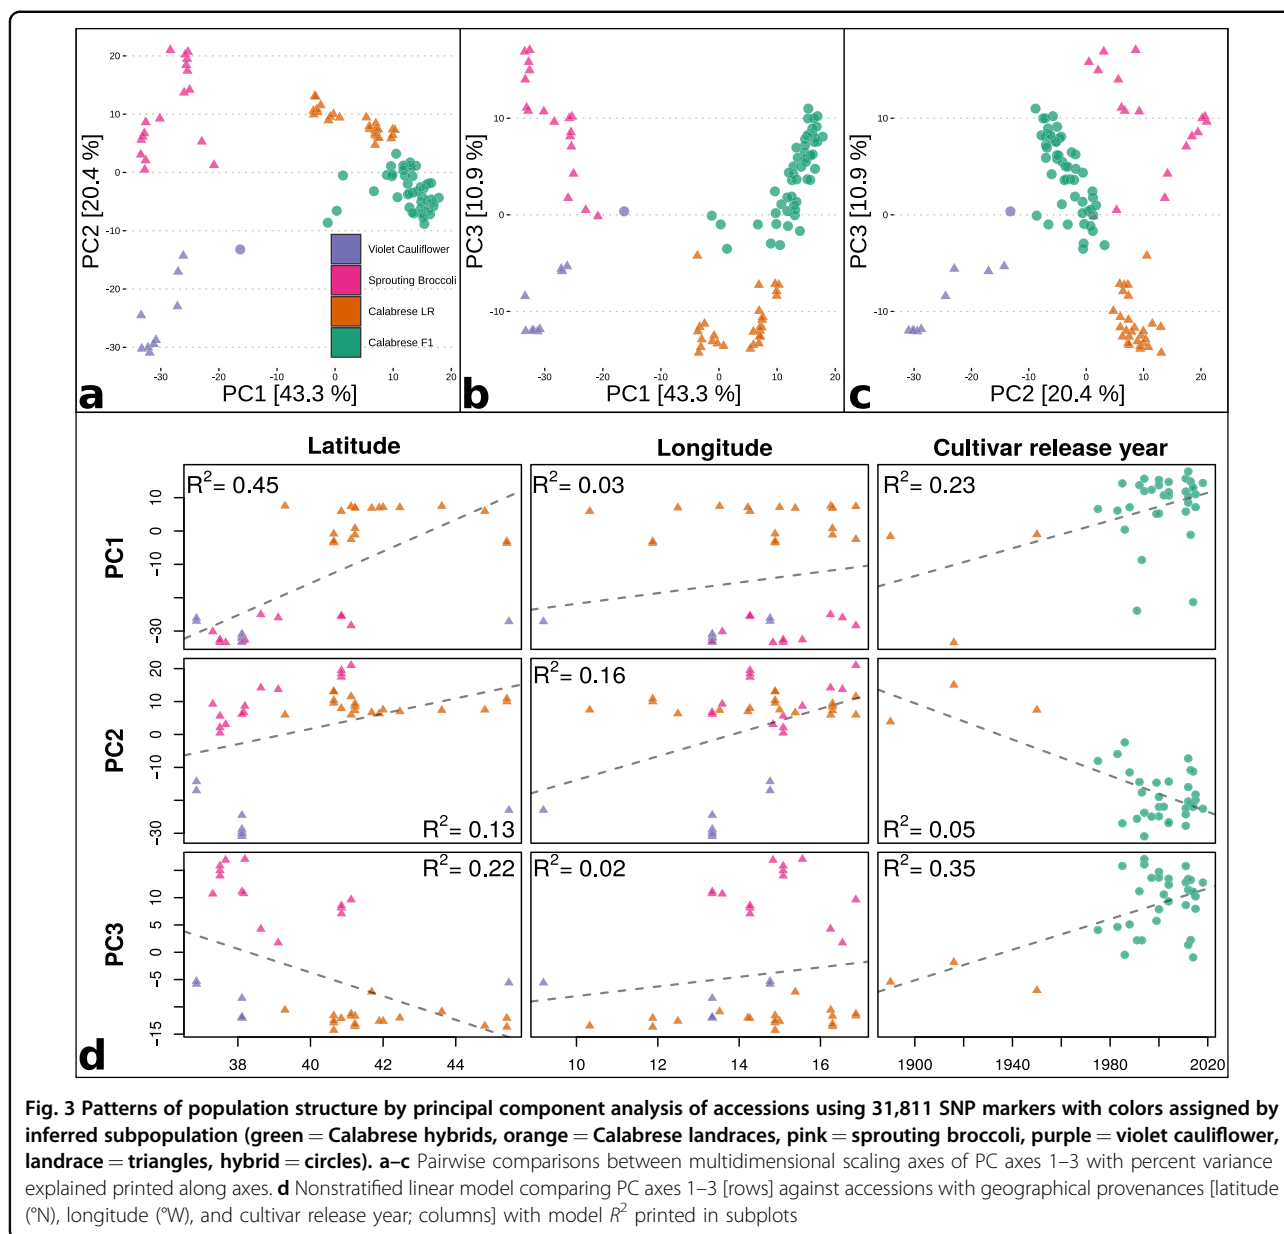 20
10
0
-10
-20
-30
PC2 [20.4 %]
-30
-20
-10
0
10
20
PC1 [43.3 %]
Violet Cauliflower
Sprouting Broccoli
Calabrese LR
Calabrese F1
a
10
0
-10
PC3 [10.9 %]
-30
-20
-10
0
10
20
PC1 [43.3 %]
b
10
0
-10
PC3 [10.9 %]
-30
-20
-10
0
10
20
PC2 [20.4 %]
c
Latitude
Longitude
Cultivar release year
PC1
10
0
-10
-30
R² = 0.45
R² = 0.03
R² = 0.23
PC2
20
10
0
-10
-30
R² = 0.13
R² = 0.16
R² = 0.05
PC3
10
5
0
-5
-15
R² = 0.22
R² = 0.02
R² = 0.35
38
40
42
44
10
12
14
16
1900
1940
1980
2020
d
Fig. 3 Patterns of population structure by principal component analysis of accessions using 31,811 SNP markers with colors assigned by
inferred subpopulation (green = Calabrese hybrids, orange = Calabrese landraces, pink = sprouting broccoli, purple = violet cauliflower,
landrace = triangles, hybrid = circles). a–c Pairwise comparisons between multidimensional scaling axes of PC axes 1–3 with percent variance
explained printed along axes. d Nonstratified linear model comparing PC axes 1–3 [rows] against accessions with geographical provenances [latitude
(°N), longitude (°W), and cultivar release year; columns] with model R² printed in subplots